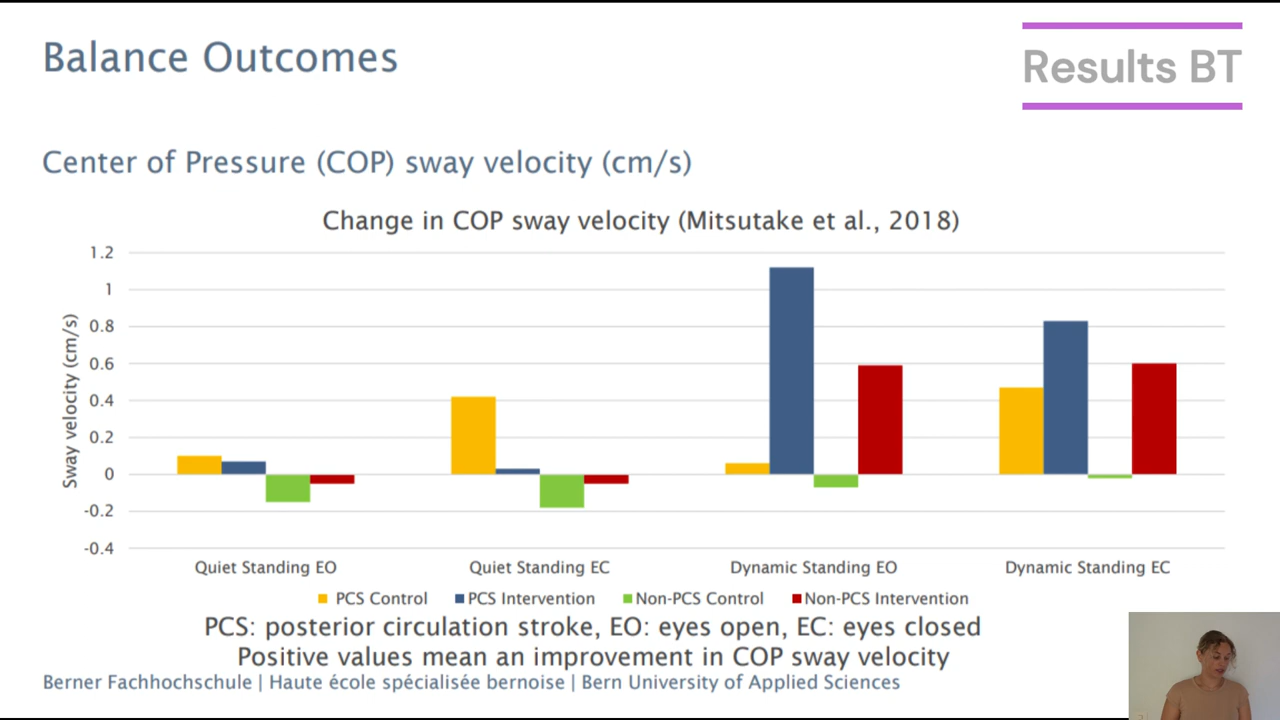 Balance Outcomes
Results BT
Center of Pressure (COP) sway velocity (cm/s)
Change in COP sway velocity (Mitsutake et al., 2018)
Sway velocity (cm/s)
1.2
1
0.8
0.6
0.4
0.2
0
-0.2
-0.4
Quiet Standing EO
Quiet Standing EC
Dynamic Standing EO
Dynamic Standing EC
PCS Control
PCS Intervention
Non-PCS Control
Non-PCS Intervention
PCS: posterior circulation stroke, EO: eyes open, EC: eyes closed
Positive values mean an improvement in COP sway velocity
Berner Fachhochschule | Haute école spécialisée bernoise | Bern University of Applied Sciences